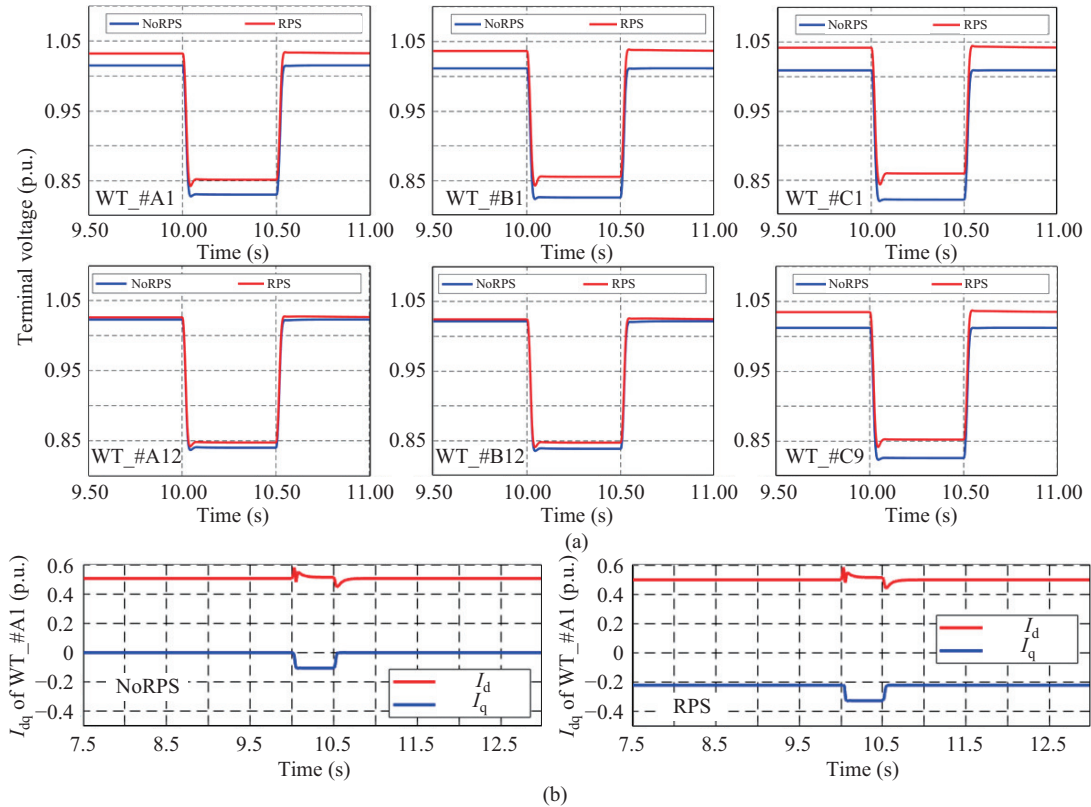 NoRPS RPS
NoRPS RPS
NoRPS RPS
Terminal voltage (p.u.)
1.05
0.95
0.85
WT_#A1
9.50 10.00 10.50 11.00
Time (s)
1.05
0.95
0.85
WT_#B1
9.50 10.00 10.50 11.00
Time (s)
1.05
0.95
0.85
WT_#C1
9.50 10.00 10.50 11.00
Time (s)
NoRPS RPS
1.05
0.95
0.85
WT_#A12
9.50 10.00 10.50 11.00
Time (s)
NoRPS RPS
1.05
0.95
0.85
WT_#B12
9.50 10.00 10.50 11.00
Time (s)
NoRPS RPS
1.05
0.95
0.85
WT_#C9
9.50 10.00 10.50 11.00
Time (s)
(a)
I_dq of WT_#A1 (p.u.)
0.6
0.4
0.2
0
−0.2
−0.4
NoRPS
I_d
I_q
7.5 8.5 9.5 10.5 11.5 12.5
Time (s)
I_dq of WT_#A1 (p.u.)
0.6
0.4
0.2
0
−0.2
−0.4
RPS
I_d
I_q
7.5 8.5 9.5 10.5 11.5 12.5
Time (s)
(b)